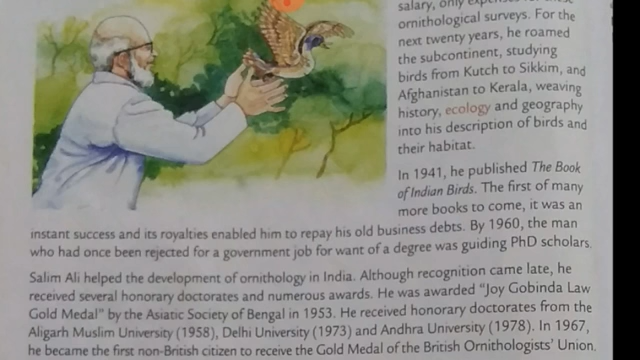 salary, only expenses for these
ornithological surveys. For the
next twenty years, he roamed
the subcontinent, studying
birds from Kutch to Sikkim, and
Afghanistan to Kerala, weaving
history, ecology and geography
into his description of birds and
their habitat.
In 1941, he published The Book
of Indian Birds. The first of many
more books to come, it was an
instant success and its royalties enabled him to repay his old business debts. By 1960, the man
who had once been rejected for a government job for want of a degree was guiding PhD scholars.
Salim Ali helped the development of ornithology in India. Although recognition came late, he
received several honorary doctorates and numerous awards. He was awarded “Joy Gobinda Law
Gold Medal” by the Asiatic Society of Bengal in 1953. He received honorary doctorates from the
Aligarh Muslim University (1958), Delhi University (1973) and Andhra University (1978). In 1967,
he became the first non-British citizen to receive the Gold Medal of the British Ornithologists’ Union.